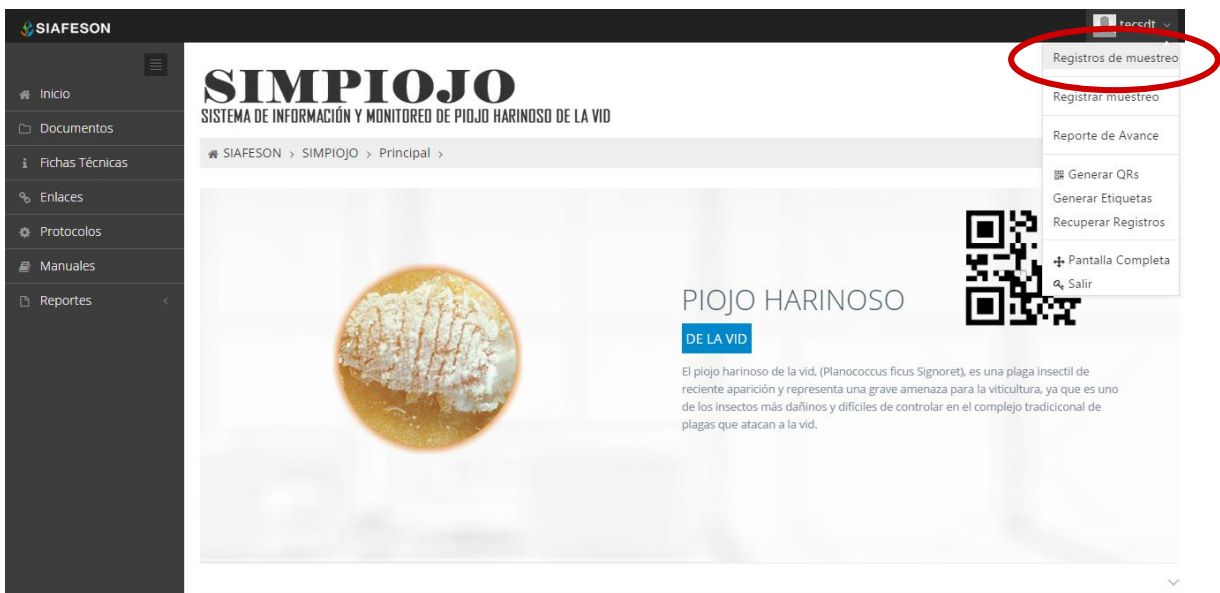 SIAFESON
tecsdt
Inicio
Documentos
Fichas Técnicas
Enlaces
Protocolos
Manuales
Reportes
SIMPIOJO
SISTEMA DE INFORMACIÓN Y MONITOREO DE PIOJO HARINOSO DE LA VID
SIAFESON > SIMPIOJO > Principal >
Registros de muestreo
Registrar muestreo
Reporte de Avance
Generar QRs
Generar Etiquetas
Recuperar Registros
Pantalla Completa
Salir
PIOJO HARINOSO
DE LA VID
El piojo harinoso de la vid, (Planococcus ficus Signoret), es una plaga insectil de
reciente aparición y representa una grave amenaza para la viticultura, ya que es uno
de los insectos más dañinos y difíciles de controlar en el complejo tradiciconal de
plagas que atacan a la vid.